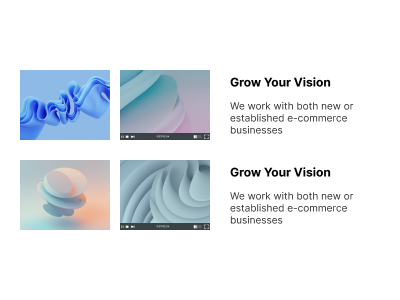 Grow Your Vision
We work with both new or
established e-commerce
businesses
Grow Your Vision
We work with both new or
established e-commerce
businesses